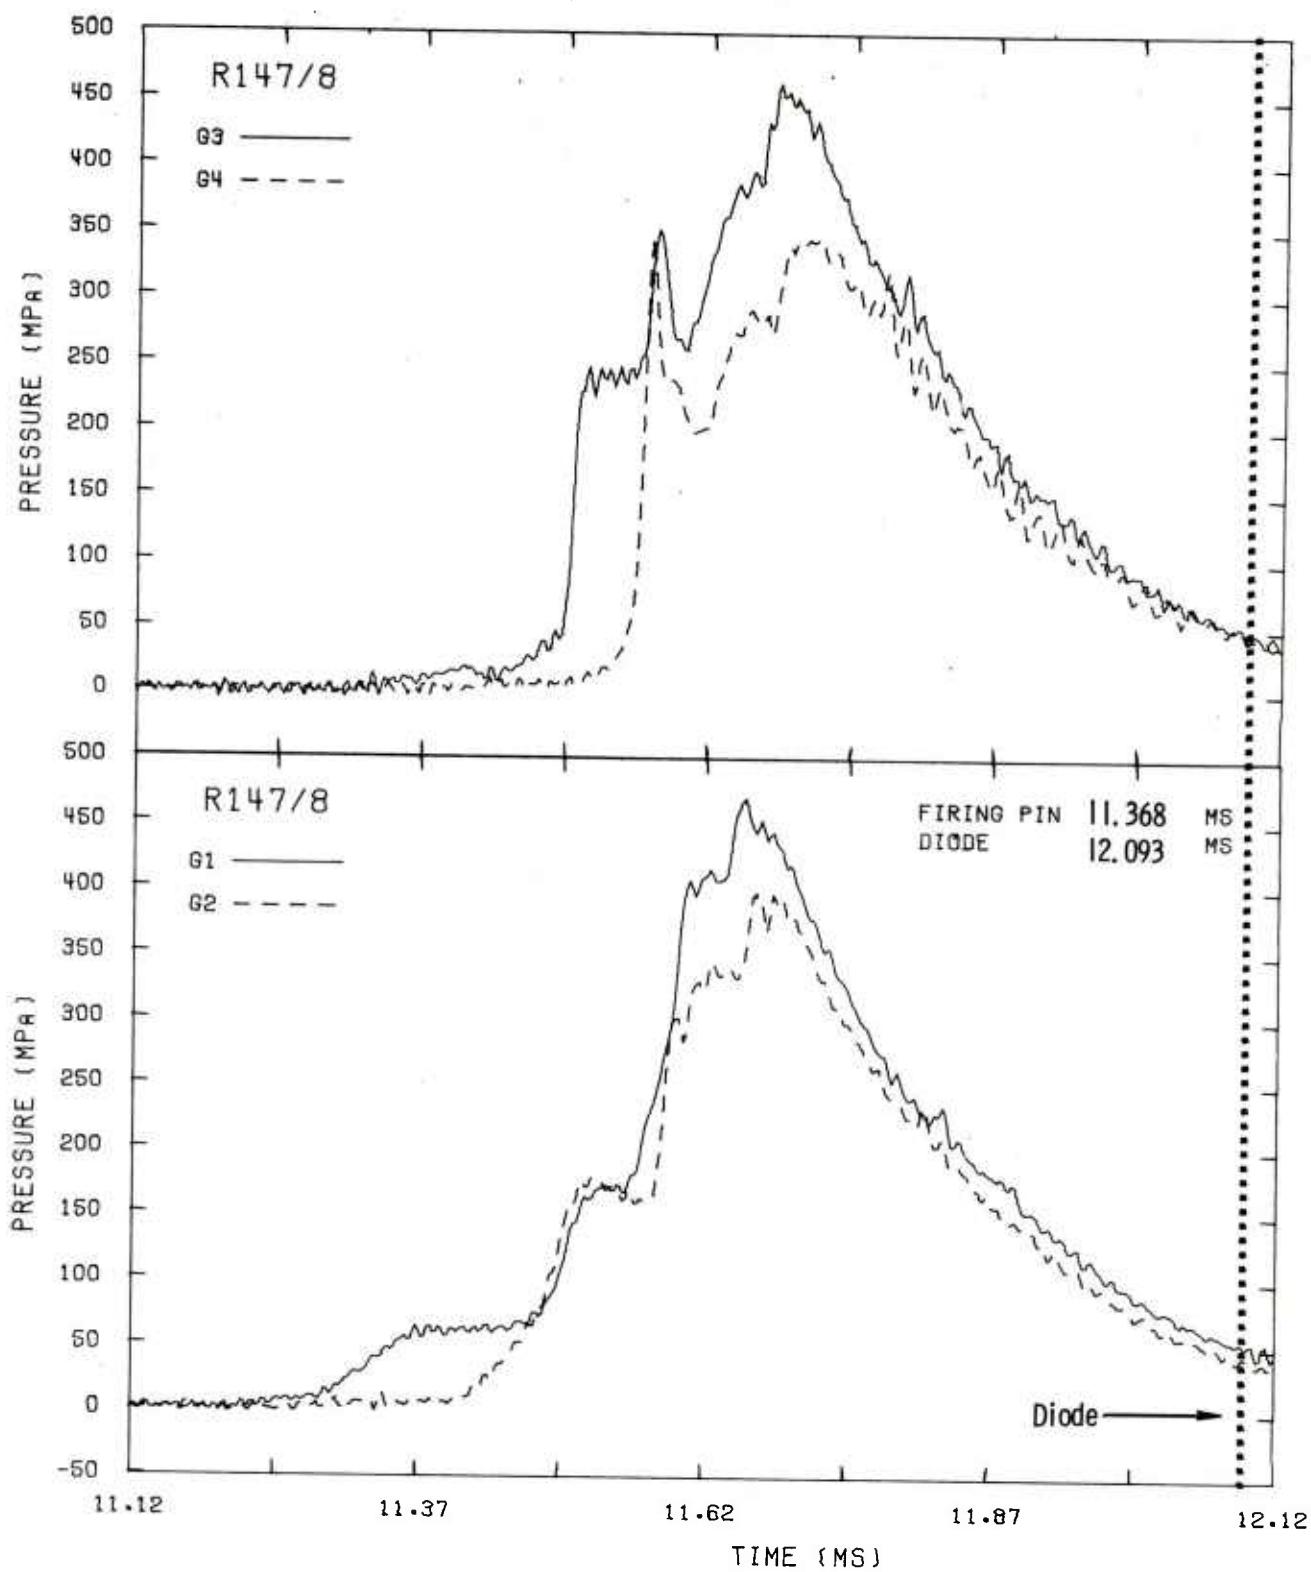 500
450
400
350
300
250
200
150
100
50
0
PRESSURE (MPa)
R147/8
G3
G4
500
450
400
350
300
250
200
150
100
50
0
-50
PRESSURE (MPa)
R147/8
G1
G2
FIRING PIN 11.368 MS
DIODE 12.093 MS
Diode
11.12 11.37 11.62 11.87 12.12
TIME (MS)